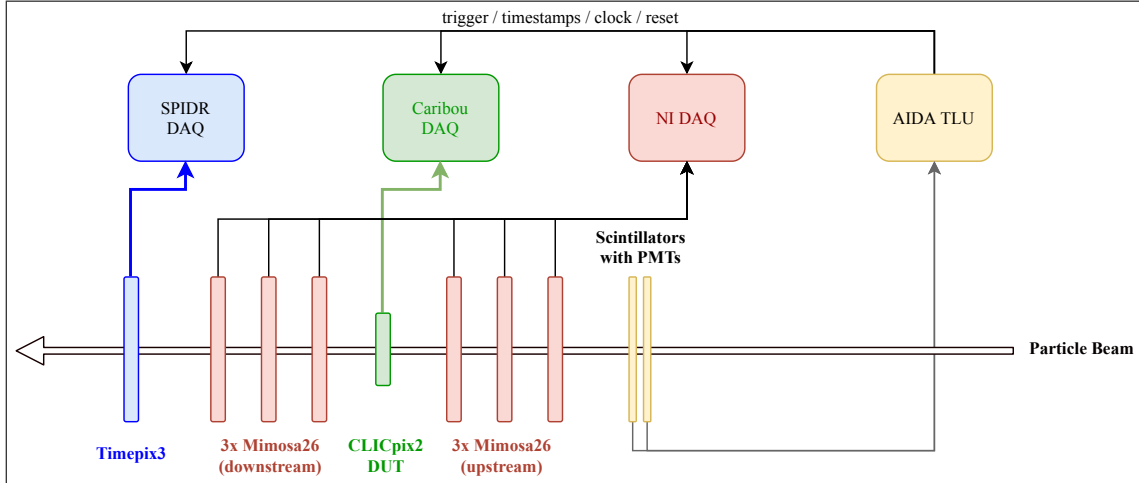 trigger / timestamps / clock / reset
SPIDR
DAQ
Caribou
DAQ
NI DAQ
AIDA TLU
Scintillators
with PMTs
Particle Beam
Timepix3
3x Mimosa26
(downstream)
CLICpix2
DUT
3x Mimosa26
(upstream)